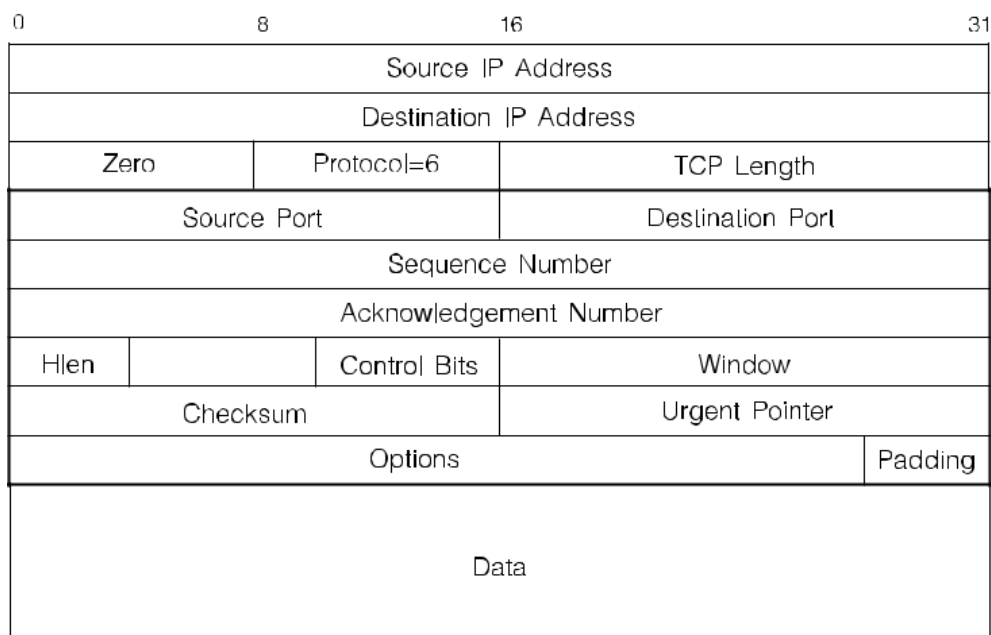 0 8 16 31
Source IP Address
Destination IP Address
Zero Protocol=6 TCP Length
Source Port Destination Port
Sequence Number
Acknowledgement Number
Hlen Control Bits Window
Checksum Urgent Pointer
Options Padding
Data